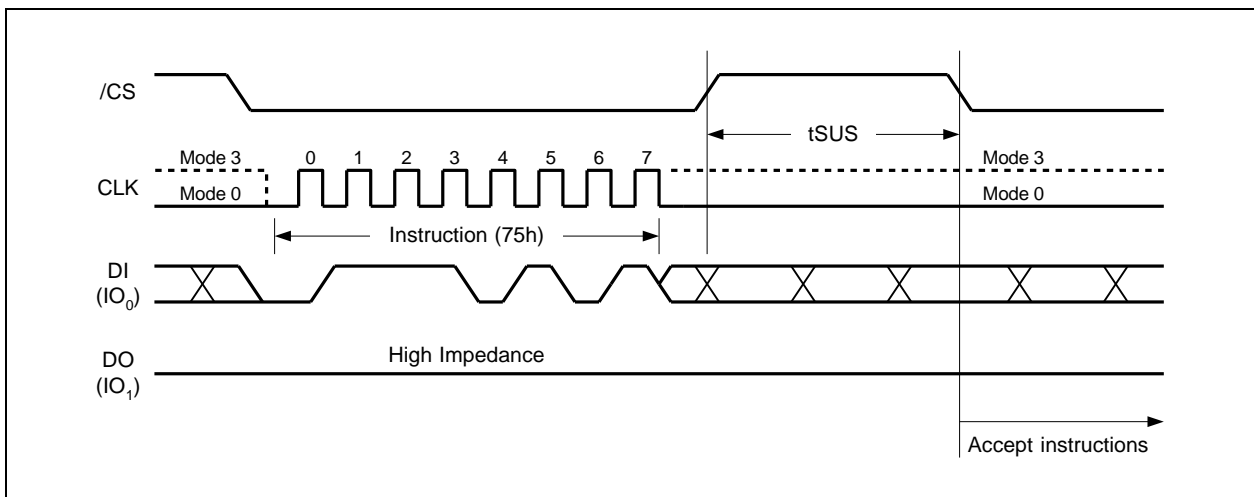 /CS
tSUS
Mode 3 0 1 2 3 4 5 6 7 Mode 3
CLK
Mode 0 Mode 0
Instruction (75h)
DI
(IO0)
High Impedance
DO
(IO1)
Accept instructions